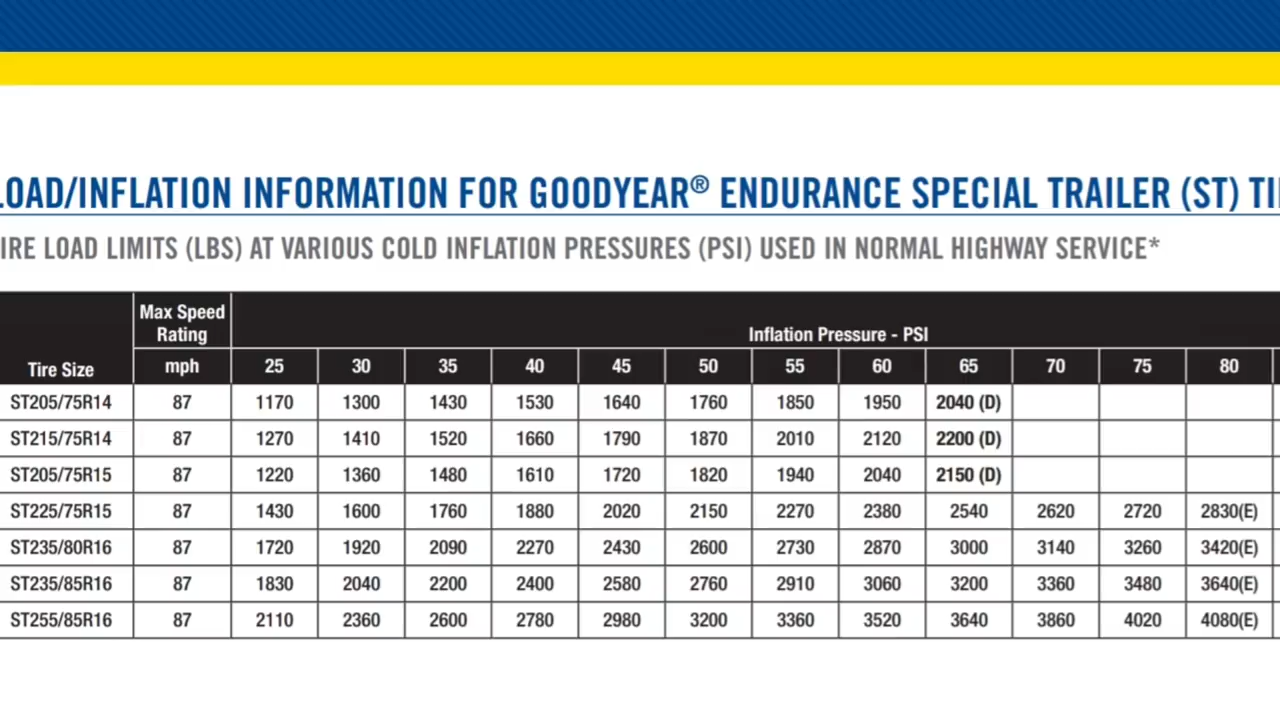 LOAD/INFLATION INFORMATION FOR GOODYEAR® ENDURANCE SPECIAL TRAILER (ST)
LOAD LIMITS (LBS) AT VARIOUS COLD INFLATION PRESSURES (PSI) USED IN NORMAL HIGHWAY SERVICE*
Tire Size Max Speed Rating mph Inflation Pressure - PSI
25 30 35 40 45 50 55 60 65 70 75 80
ST205/75R14 87 1170 1300 1430 1530 1640 1760 1850 1950 2040 (D)
ST215/75R14 87 1270 1410 1520 1660 1790 1870 2010 2120 2200 (D)
ST205/75R15 87 1220 1360 1480 1610 1720 1820 1940 2040 2150 (D)
ST225/75R15 87 1430 1600 1760 1880 2020 2150 2270 2380 2540 2620 2720 2830(E)
ST235/80R16 87 1720 1920 2090 2270 2430 2600 2730 2870 3000 3140 3260 3420(E)
ST235/85R16 87 1830 2040 2200 2400 2580 2760 2910 3060 3200 3360 3480 3640(E)
ST255/85R16 87 2110 2360 2600 2780 2980 3200 3360 3520 3640 3860 4020 4080(E)